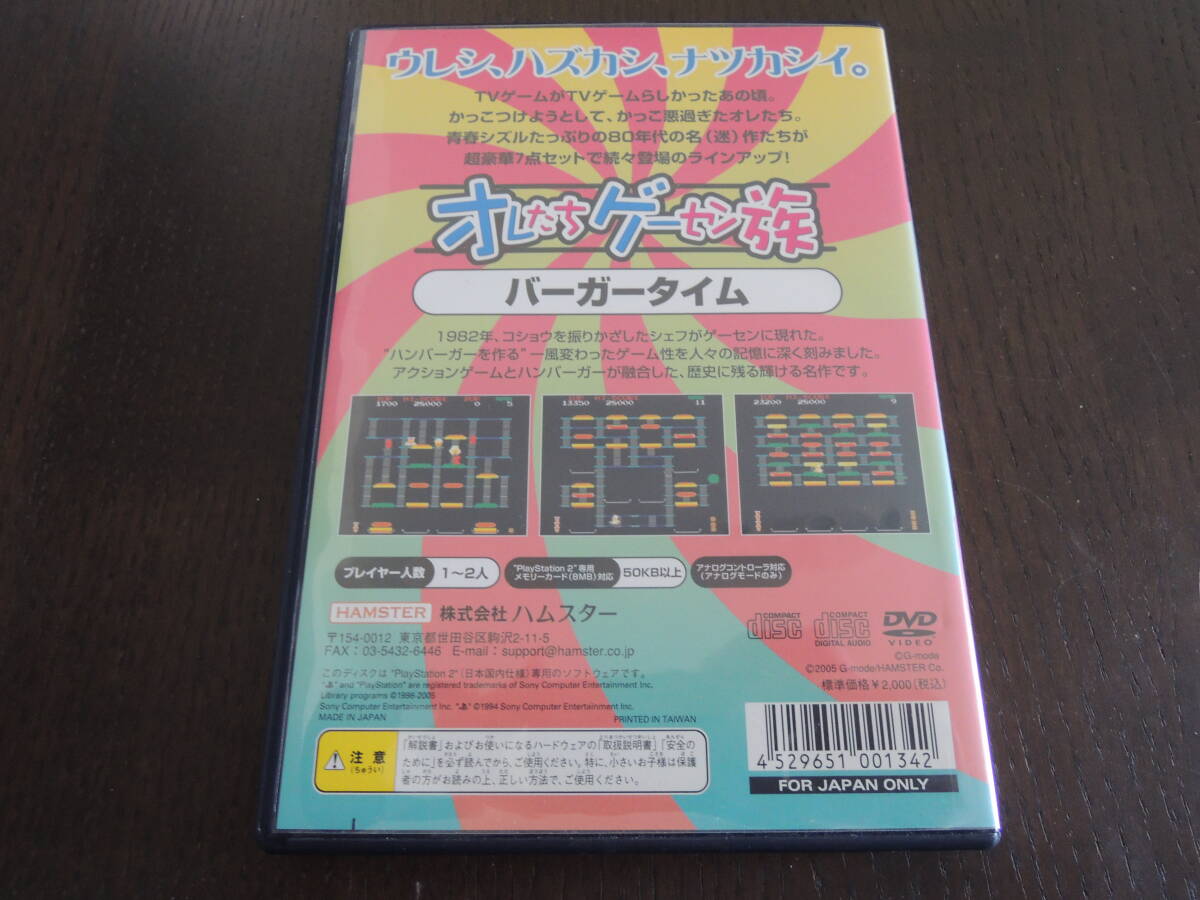 ウレシ、ハズカシ、ナツカシイ。
TVゲームがTVゲームらしかったあの頃。
かっこつけようとして、かっこ悪過ぎたオレたち。
青春シズルたっぷりの80年代の名（迷）作たちが
超豪華7点セットで続々登場のラインアップ！
オレたちゲーセン族
バーガータイム
1982年、コショウを振りかざしたシェフがゲーセンに現れた。
"ハンバーガーを作る" 一風変わったゲーム性を人々の記憶に深く刻みました。
アクションゲームとハンバーガーが融合した、歴史に残る輝ける名作です。
1700 28000 0 5
13350 28000 11
23200 28000 9
プレイヤー人数 1〜2人
"PlayStation 2"専用
メモリーカード(8MB)対応 50KB以上
アナログコントローラ対応
(アナログモードのみ)
HAMSTER 株式会社ハムスター
〒154-0012 東京都世田谷区駒沢2-11-5
FAX：03-5432-6446 E-mail：support@hamster.co.jp
COMPACT disc
COMPACT disc DIGITAL AUDIO
DVD VIDEO
©G-mode
©2005 G-mode/HAMSTER Co.
標準価格￥2,000(税込)
このディスクは "PlayStation 2"（日本国内仕様）専用のソフトウェアです。
" " and "PlayStation" are registered trademarks of Sony Computer Entertainment Inc.
Library programs ©1998-2005
Sony Computer Entertainment Inc. " " ©1994 Sony Computer Entertainment Inc.
MADE IN JAPAN
PRINTED IN TAIWAN
注意
(ちゅうい)
「解説書」およびお使いになるハードウェアの「取扱説明書」「安全の
ために」を必ず読んでから、ご使用ください。特に、小さいお子様は保護
者の方がお読みの上、正しい方法で、ご使用ください。
4 529651 001342
FOR JAPAN ONLY